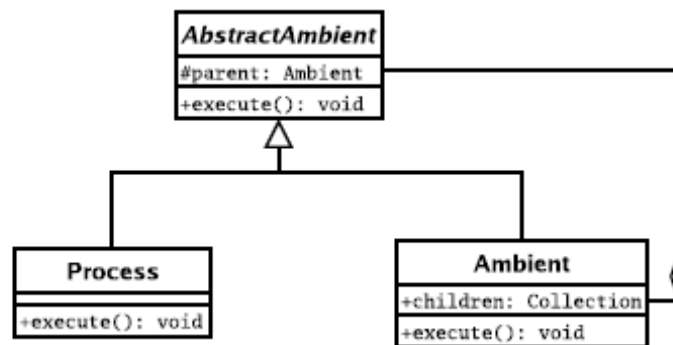 AbstractAmbient
#parent: Ambient
+execute(): void
Process
+execute(): void
Ambient
+children: Collection
+execute(): void